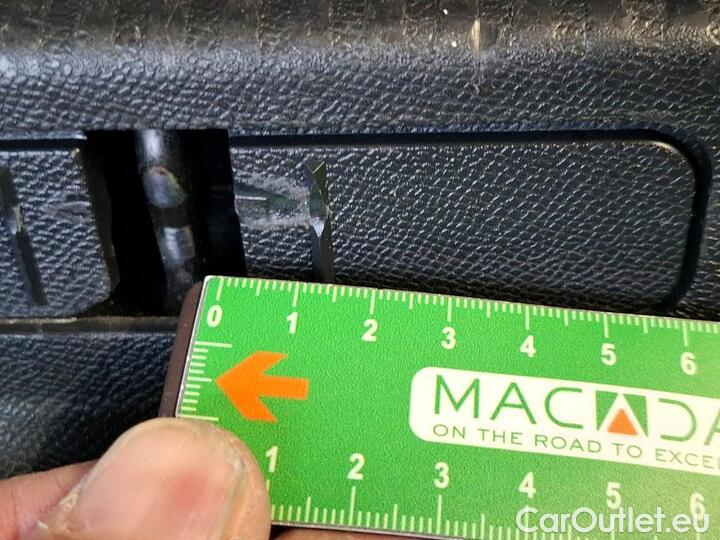 0 1 2 3 4 5 6
MACADA
ON THE ROAD TO EXCE
1 2 3 4 5 6
CarOutlet.eu